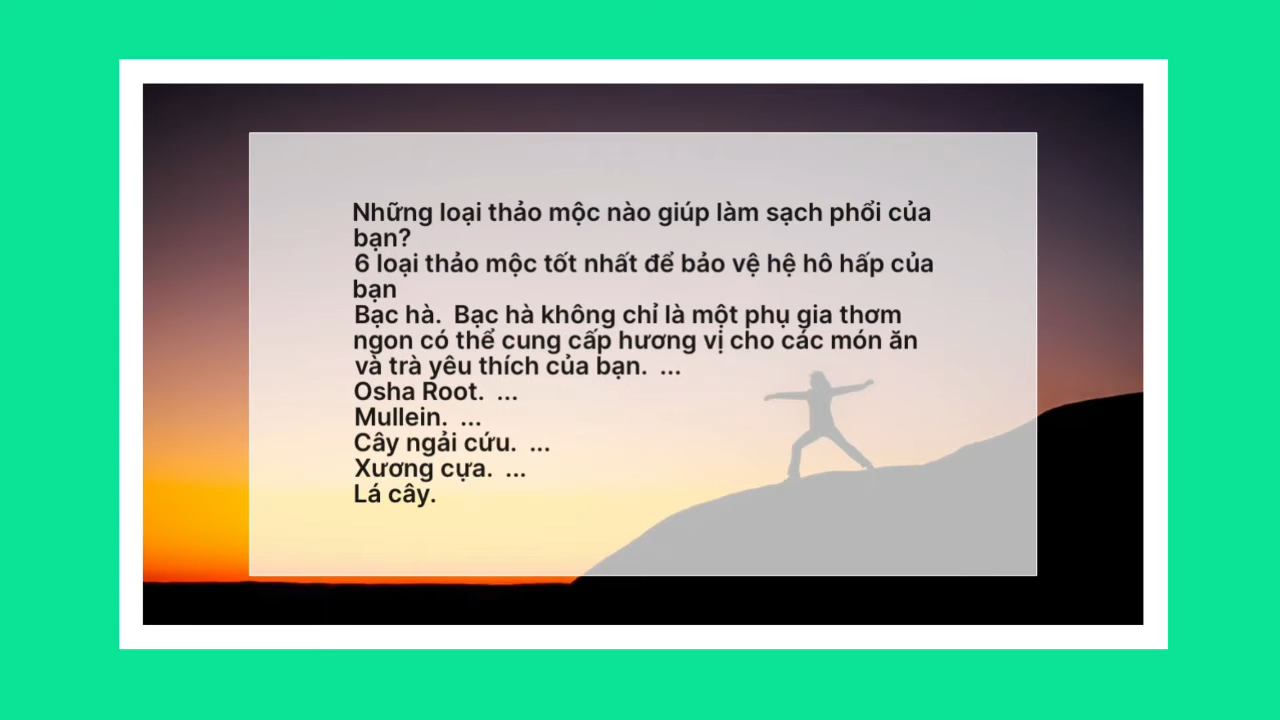 Những loại thảo mộc nào giúp làm sạch phổi của
bạn?
6 loại thảo mộc tốt nhất để bảo vệ hệ hô hấp của
bạn
Bạc hà.  Bạc hà không chỉ là một phụ gia thơm
ngon có thể cung cấp hương vị cho các món ăn
và trà yêu thích của bạn.  ...
Osha Root.  ...
Mullein.  ...
Cây ngải cứu.  ...
Xương cựa.  ...
Lá cây.